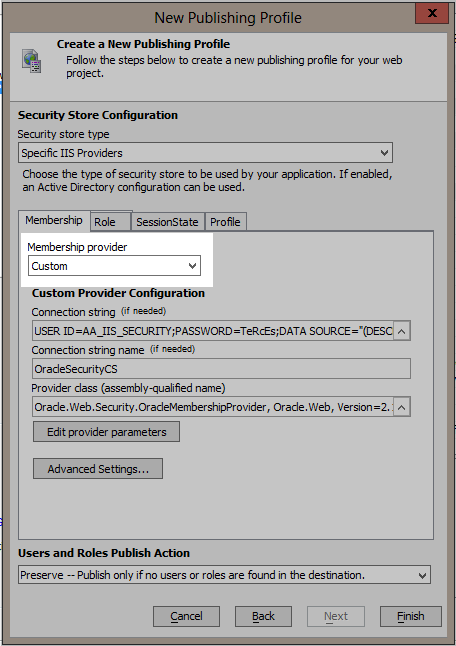 New Publishing Profile
x
Create a New Publishing Profile
Follow the steps below to create a new publishing profile for your web
project.
Security Store Configuration
Security store type
Specific IIS Providers
Choose the type of security store to be used by your application. If enabled,
an Active Directory configuration can be used.
Membership Role SessionState Profile
Membership provider
Custom
Custom Provider Configuration
Connection string (if needed)
USER ID=AA_IIS_SECURITY;PASSWORD=TeRcEs;DATA SOURCE="(DESC
Connection string name (if needed)
OracleSecurityCS
Provider class (assembly-qualified name)
Oracle.Web.Security.OracleMembershipProvider, Oracle.Web, Version=2.
Edit provider parameters
Advanced Settings...
Users and Roles Publish Action
Preserve -- Publish only if no users or roles are found in the destination.
Cancel Back Next Finish